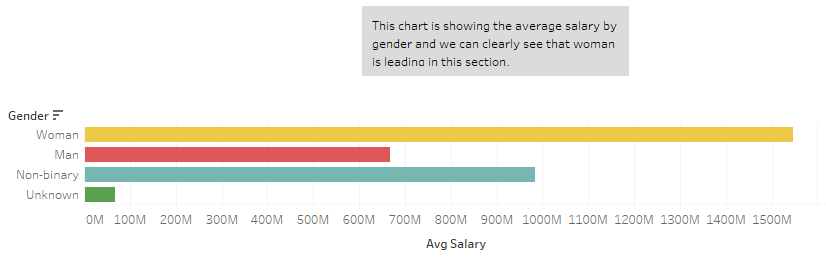 This chart is showing the average salary by
gender and we can clearly see that woman
is leading in this section.
Gender
Woman
Man
Non-binary
Unknown
0M 100M 200M 300M 400M 500M 600M 700M 800M 900M 1000M 1100M 1200M 1300M 1400M 1500M
Avg Salary